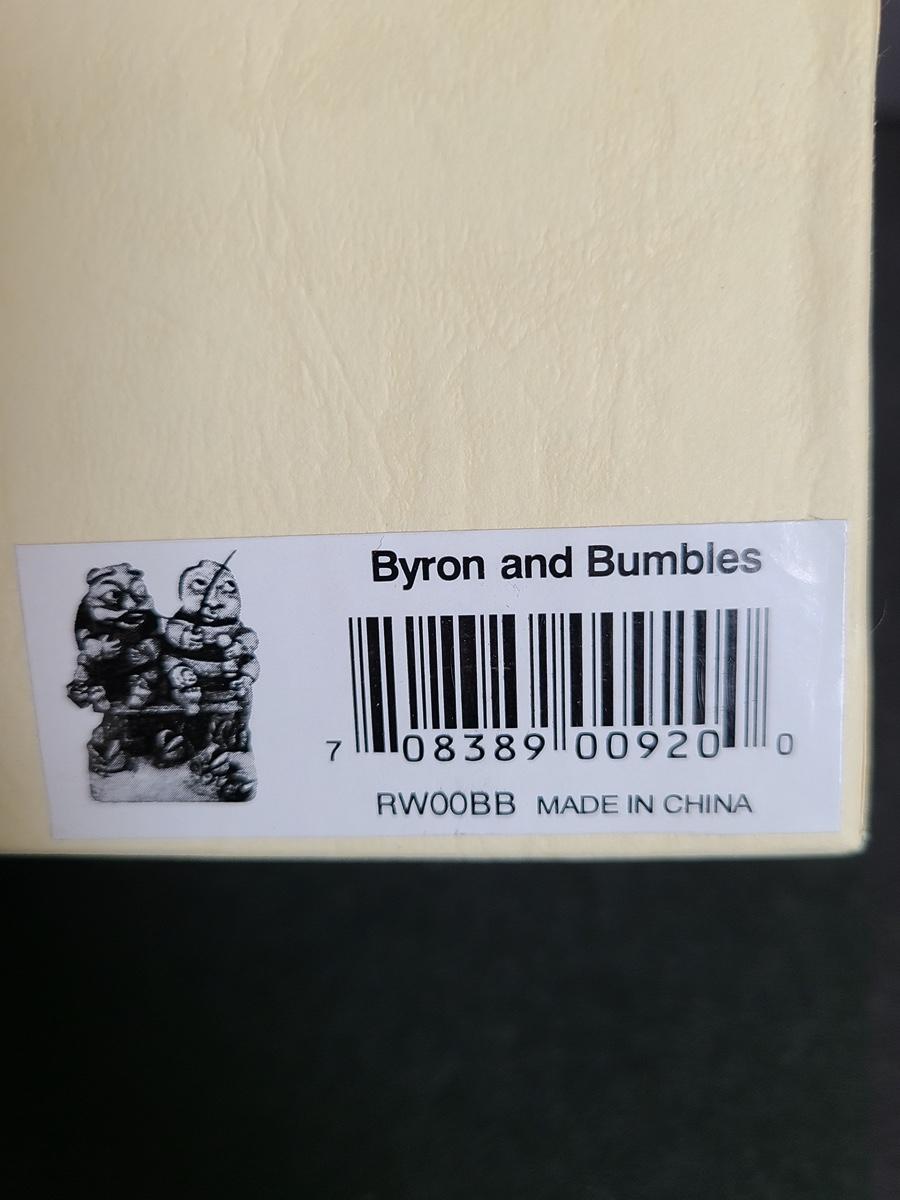 Byron and Bumbles
7 08389 00920 0
RW00BB MADE IN CHINA